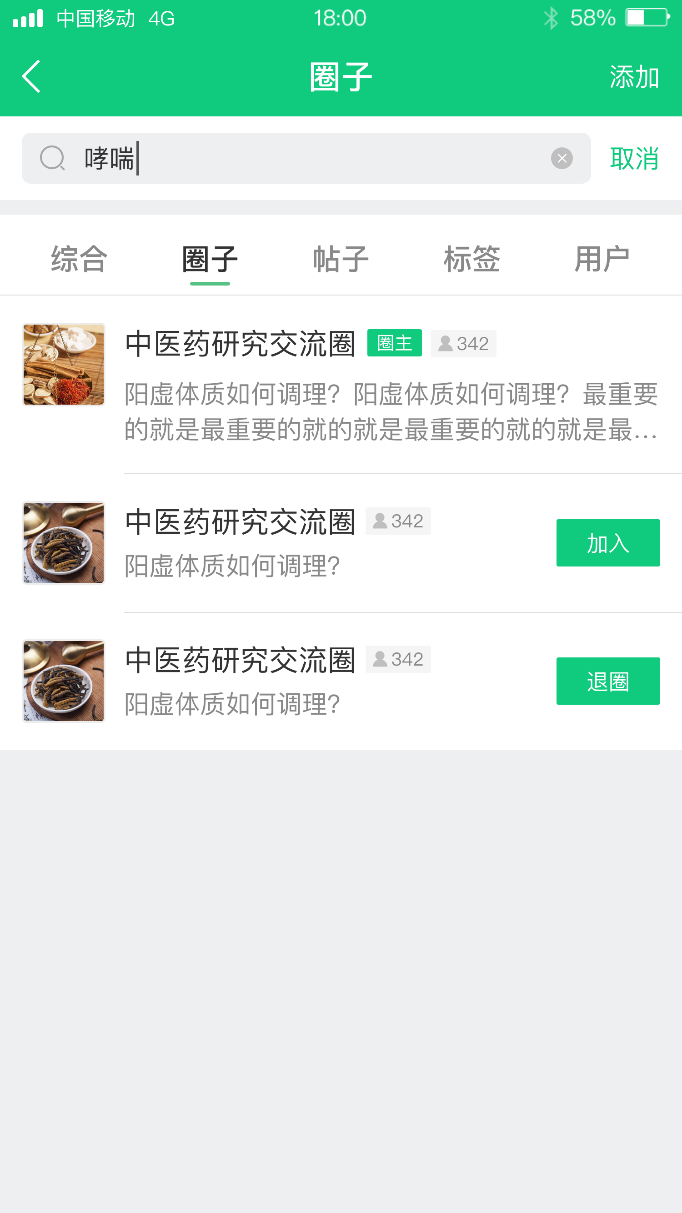 中国移动 4G 18:00 58%
圈子 添加
哮喘 取消
综合 圈子 帖子 标签 用户
中医药研究交流圈 圈主 342
阳虚体质如何调理？阳虚体质如何调理？最重要
的就是最重要的就的就是最重要的就的就是最...
中医药研究交流圈 342
阳虚体质如何调理?
加入
中医药研究交流圈 342
阳虚体质如何调理?
退圈